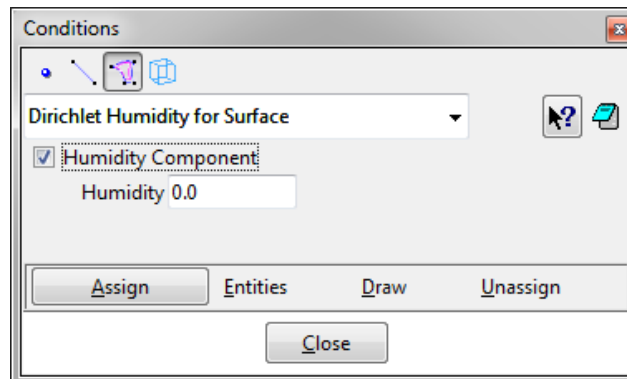 Conditions
Dirichlet Humidity for Surface
Humidity Component
Humidity 0.0
Assign Entities Draw Unassign
Close